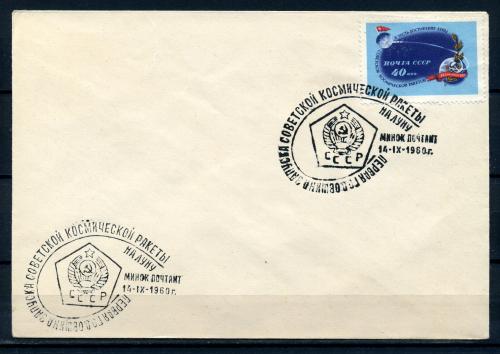 ПОЧТА СССР
40 коп.
ПЕРВАЯ ГОДОВЩИНА ЗАПУСКА СОВЕТСКОЙ КОСМИЧЕСКОЙ РАКЕТЫ
НА ЛУНУ
МИНСК ПОЧТАМТ
14-IX-1960г.
СССР
ПЕРВАЯ ГОДОВЩИНА ЗАПУСКА СОВЕТСКОЙ КОСМИЧЕСКОЙ РАКЕТЫ
НА ЛУНУ
МИНСК ПОЧТАМТ
14-IX-1960г.
СССР